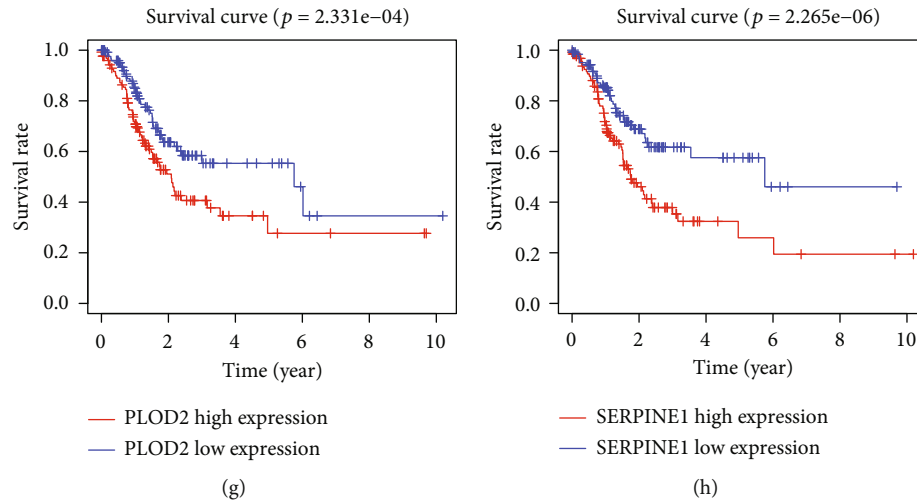 Survival curve (p = 2.331e−04)
1.0
0.8
0.6
0.4
0.2
0.0
Survival rate
0 2 4 6 8 10
Time (year)
PLOD2 high expression
PLOD2 low expression
(g)
Survival curve (p = 2.265e−06)
1.0
0.8
0.6
0.4
0.2
0.0
Survival rate
0 2 4 6 8 10
Time (year)
SERPINE1 high expression
SERPINE1 low expression
(h)